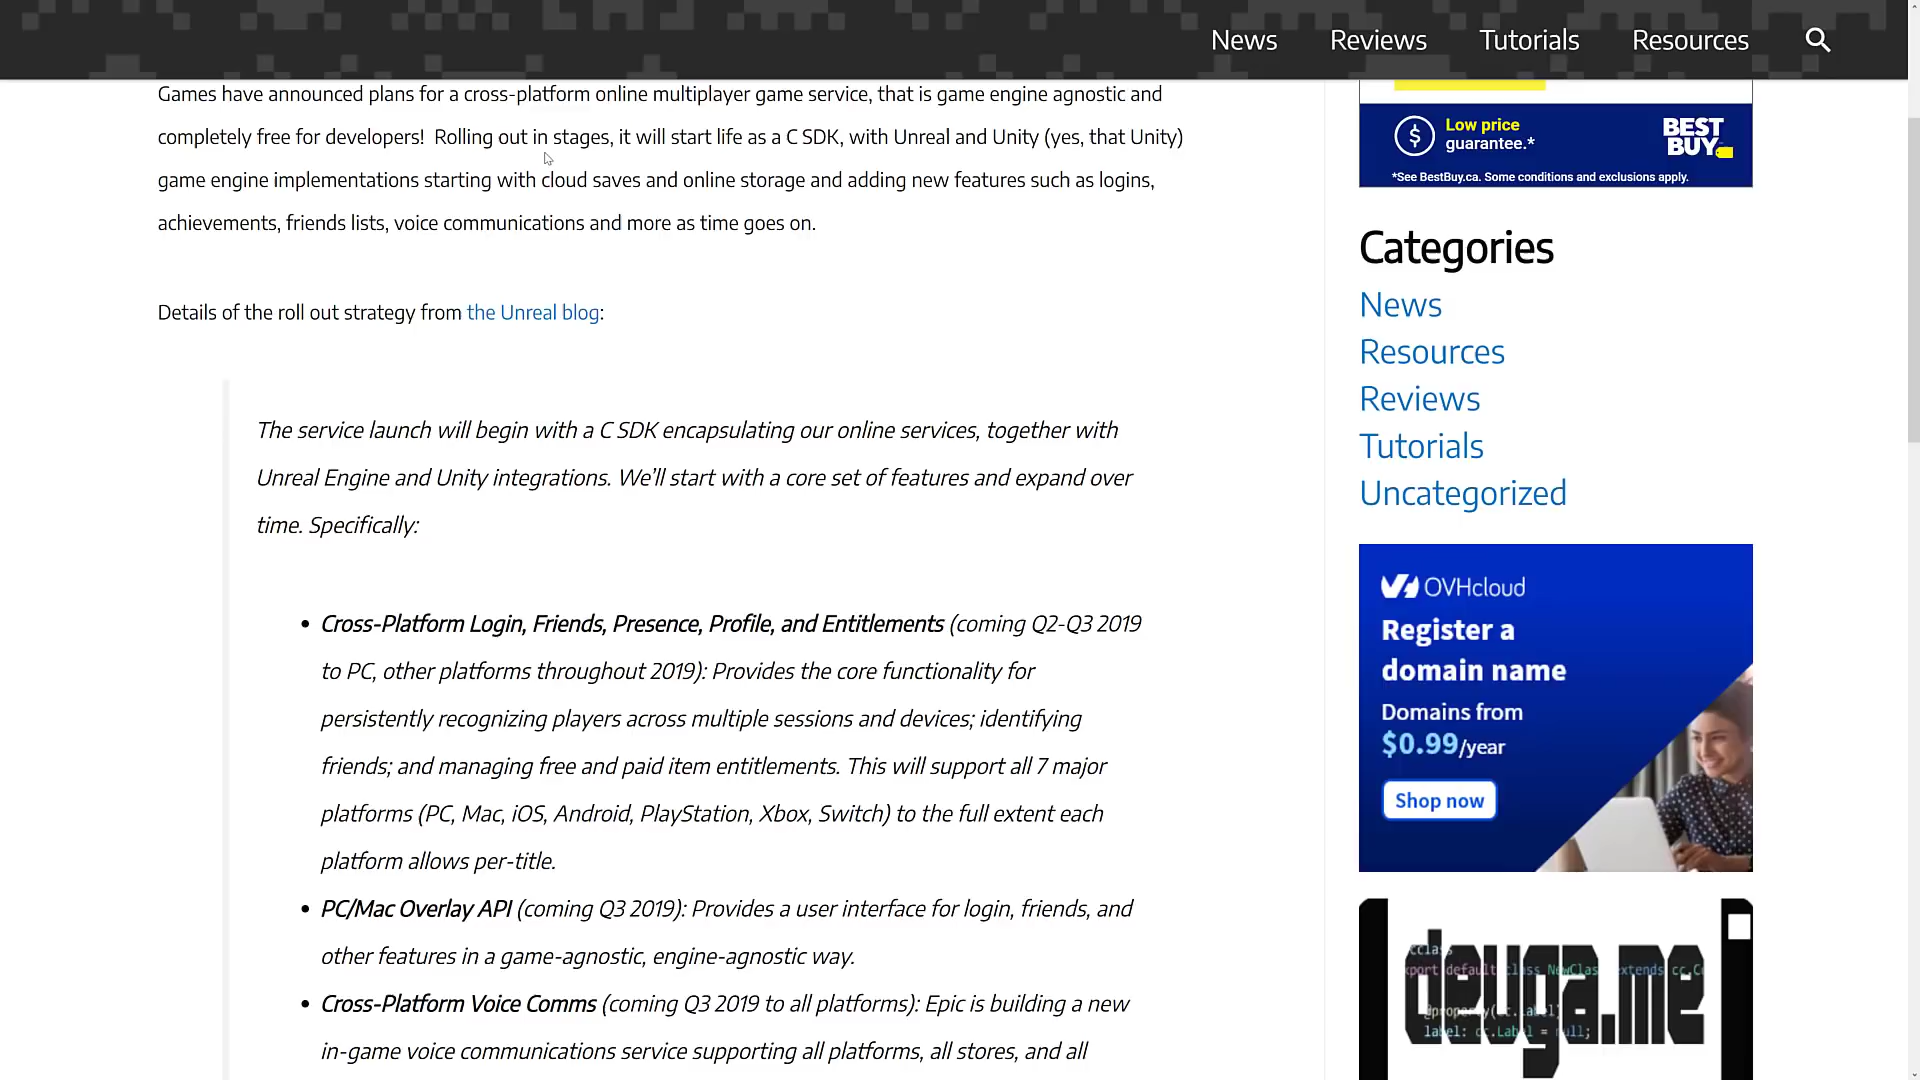 News Reviews Tutorials Resources
Games have announced plans for a cross-platform online multiplayer game service, that is game engine agnostic and
completely free for developers!  Rolling out in stages, it will start life as a C SDK, with Unreal and Unity (yes, that Unity)
game engine implementations starting with cloud saves and online storage and adding new features such as logins,
achievements, friends lists, voice communications and more as time goes on.
Details of the roll out strategy from the Unreal blog:
The service launch will begin with a C SDK encapsulating our online services, together with
Unreal Engine and Unity integrations. We’ll start with a core set of features and expand over
time. Specifically:
• Cross-Platform Login, Friends, Presence, Profile, and Entitlements (coming Q2-Q3 2019
to PC, other platforms throughout 2019): Provides the core functionality for
persistently recognizing players across multiple sessions and devices; identifying
friends; and managing free and paid item entitlements. This will support all 7 major
platforms (PC, Mac, iOS, Android, PlayStation, Xbox, Switch) to the full extent each
platform allows per-title.
• PC/Mac Overlay API (coming Q3 2019): Provides a user interface for login, friends, and
other features in a game-agnostic, engine-agnostic way.
• Cross-Platform Voice Comms (coming Q3 2019 to all platforms): Epic is building a new
in-game voice communications service supporting all platforms, all stores, and all
Low price
guarantee.*
BEST
BUY
*See BestBuy.ca. Some conditions and exclusions apply.
Categories
News
Resources
Reviews
Tutorials
Uncategorized
OVHcloud
Register a
domain name
Domains from
$0.99/year
Shop now
devga.me